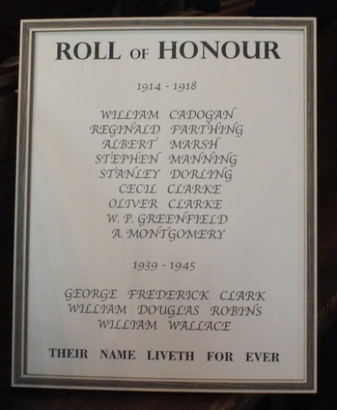 ROLL OF HONOUR
1914 - 1918
WILLIAM CADOGAN
REGINALD FARTHING
ALBERT MARSH
STEPHEN MANNING
STANLEY DORLING
CECIL CLARKE
OLIVER CLARKE
W. P. GREENFIELD
A. MONTGOMERY
1939 - 1945
GEORGE FREDERICK CLARK
WILLIAM DOUGLAS ROBINS
WILLIAM WALLACE
THEIR NAME LIVETH FOR EVER